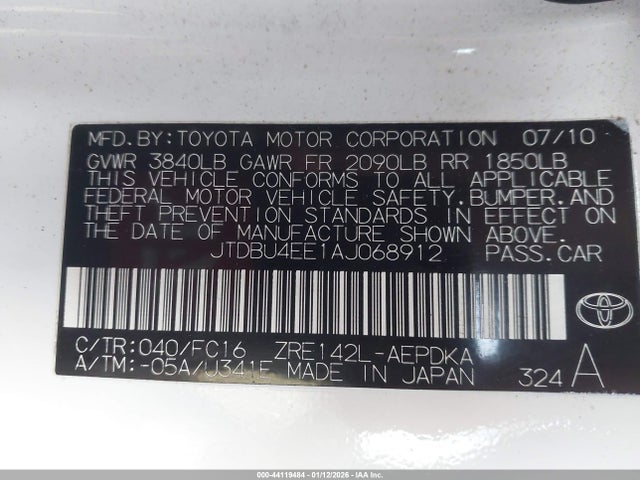 MFD.BY:TOYOTA MOTOR CORPORATION 07/10
GVWR 3840LB GAWR FR 2090LB RR 1850LB
THIS VEHICLE CONFORMS TO ALL APPLICABLE
FEDERAL MOTOR VEHICLE SAFETY,BUMPER,AND
THEFT PREVENTION STANDARDS IN EFFECT ON
THE DATE OF MANUFACTURE SHOWN ABOVE.
JTDBU4EE1AJ068912 PASS.CAR
C/TR:040/FC16 ZRE142L-AEPDKA
A/TM:-05A/U341E MADE IN JAPAN 324 A
000-44119484 | 01/12/2026 | IAA Inc.